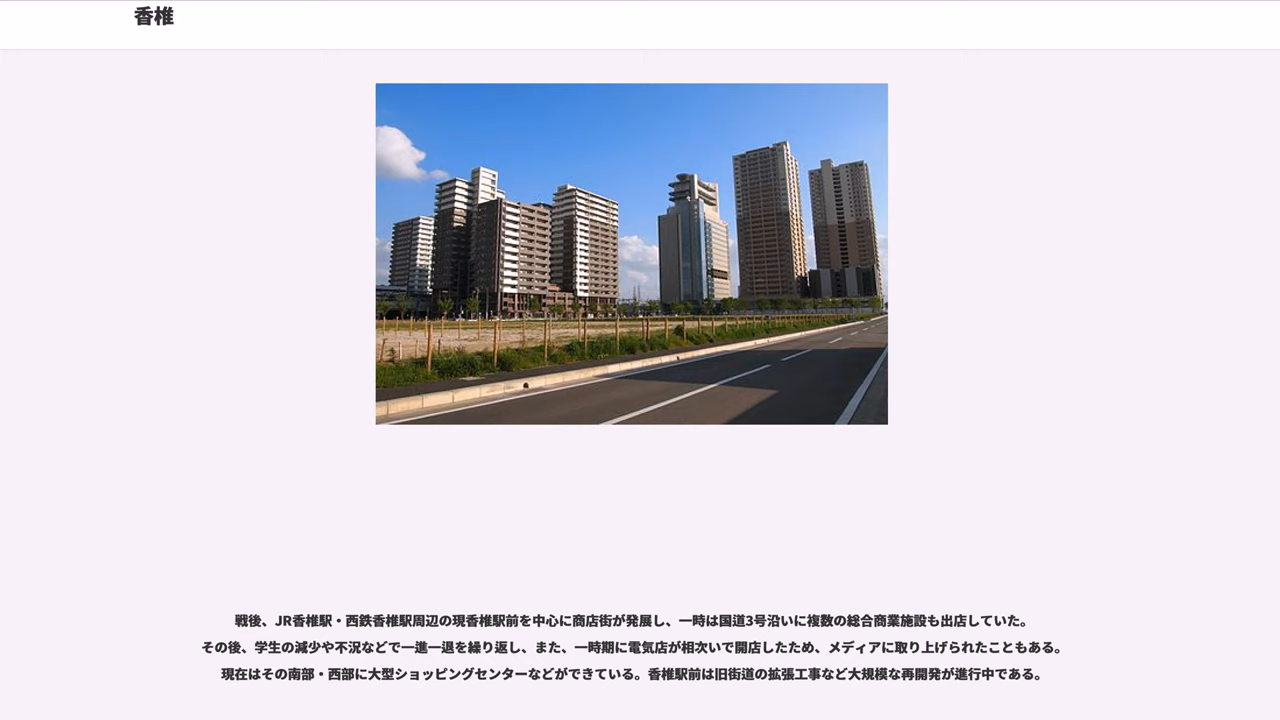 香椎
戦後、JR香椎駅・西鉄香椎駅周辺の現香椎駅前を中心に商店街が発展し、一時は国道3号沿いに複数の総合商業施設も出店していた。
その後、学生の減少や不況などで一進一退を繰り返し、また、一時期に電気店が相次いで開店したため、メディアに取り上げられたこともある。
現在はその南部・西部に大型ショッピングセンターなどができている。香椎駅前は旧街道の拡張工事など大規模な再開発が進行中である。